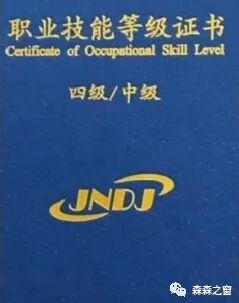 职业技能等级证书
Certificate of Occupational Skill Level
四级/中级
JNDJ
森森之窗